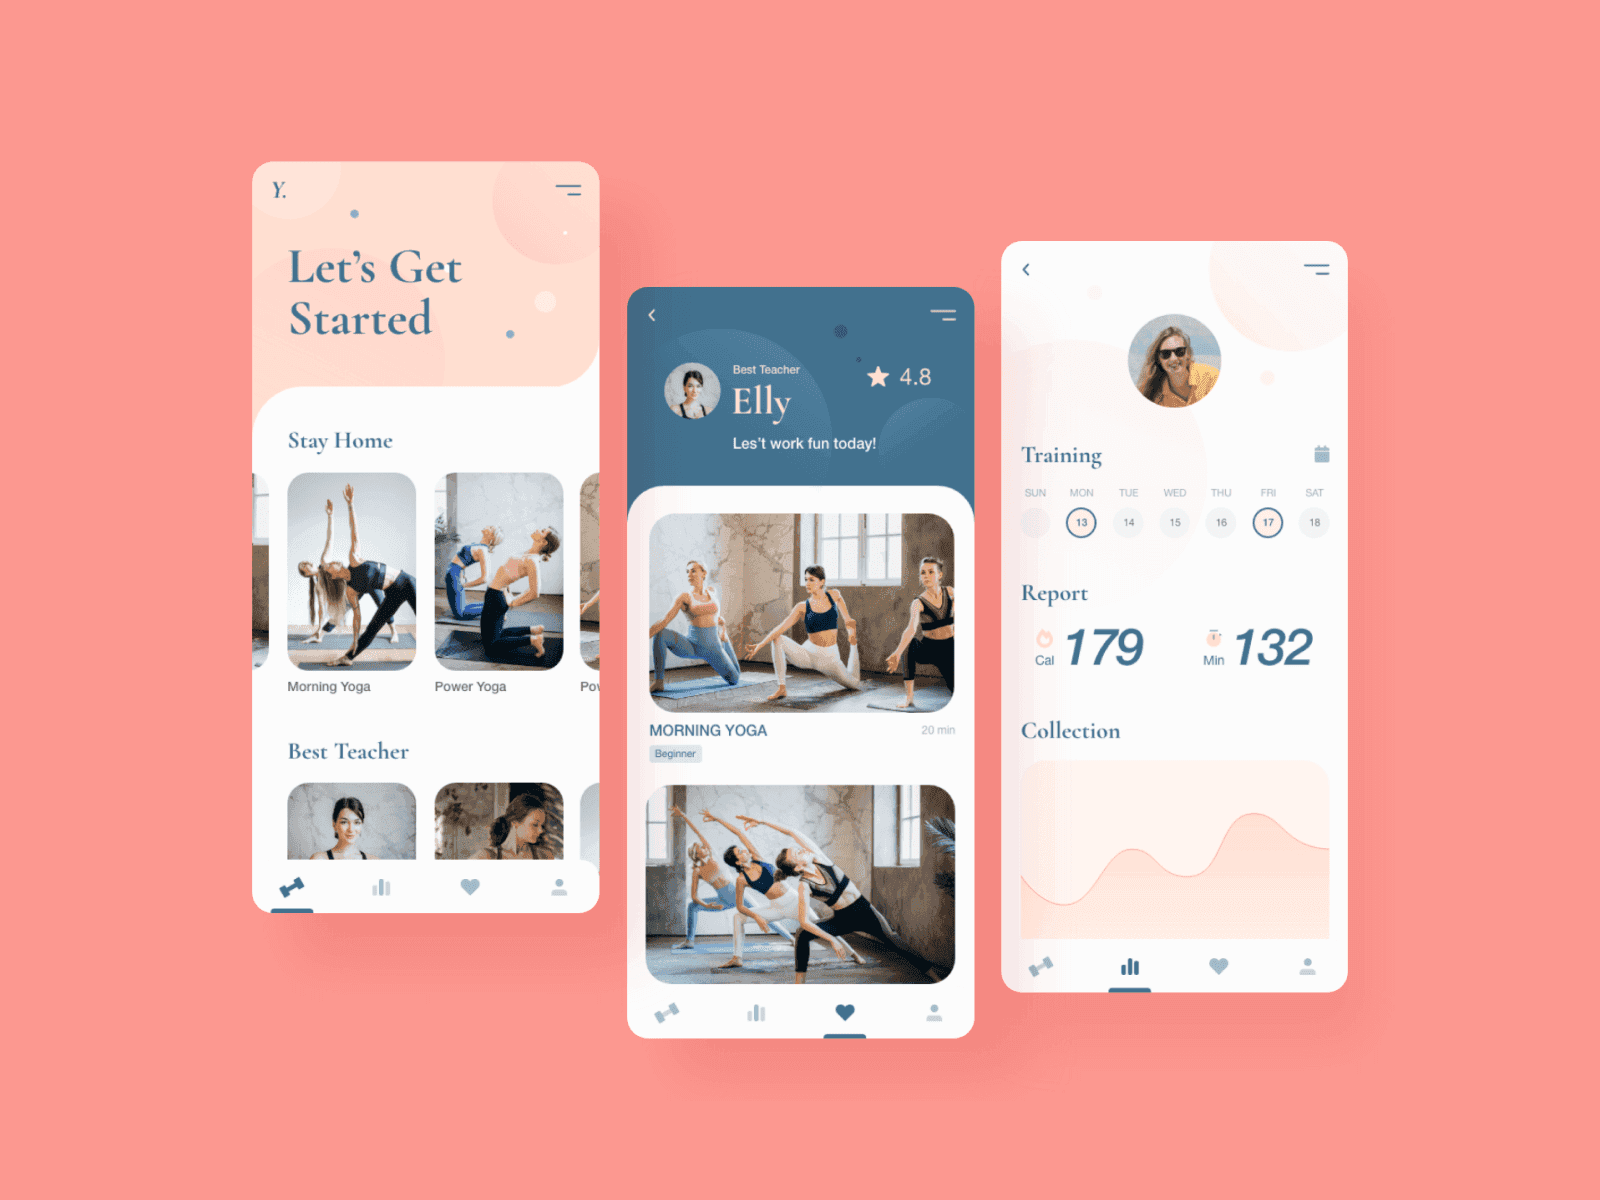 Y.
Let's Get
Started
Stay Home
Morning Yoga
Power Yoga
Pow
Best Teacher
Best Teacher
Elly
4.8
Les't work fun today!
MORNING YOGA
20 min
Beginner
Training
SUN MON TUE WED THU FRI SAT
13 14 15 16 17 18
Report
Cal 179
Min 132
Collection